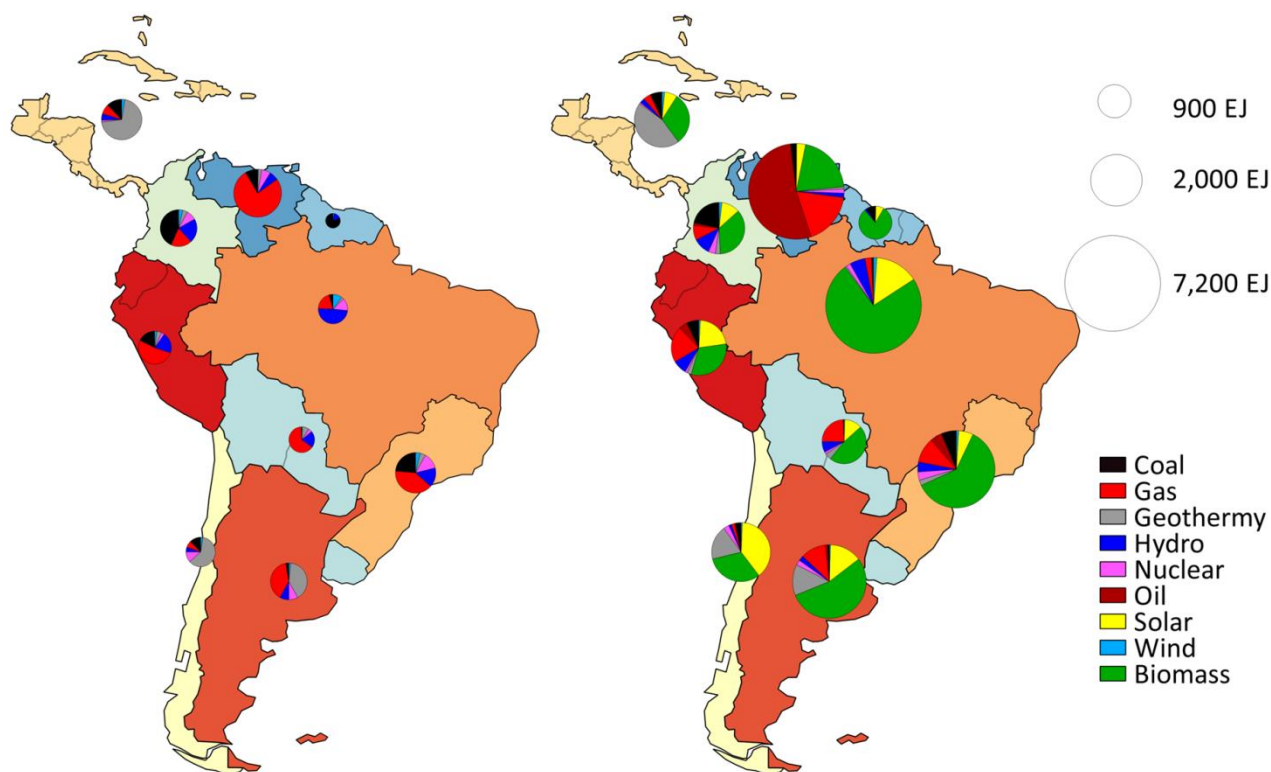 900 EJ
2,000 EJ
7,200 EJ
Coal
Gas
Geothermy
Hydro
Nuclear
Oil
Solar
Wind
Biomass